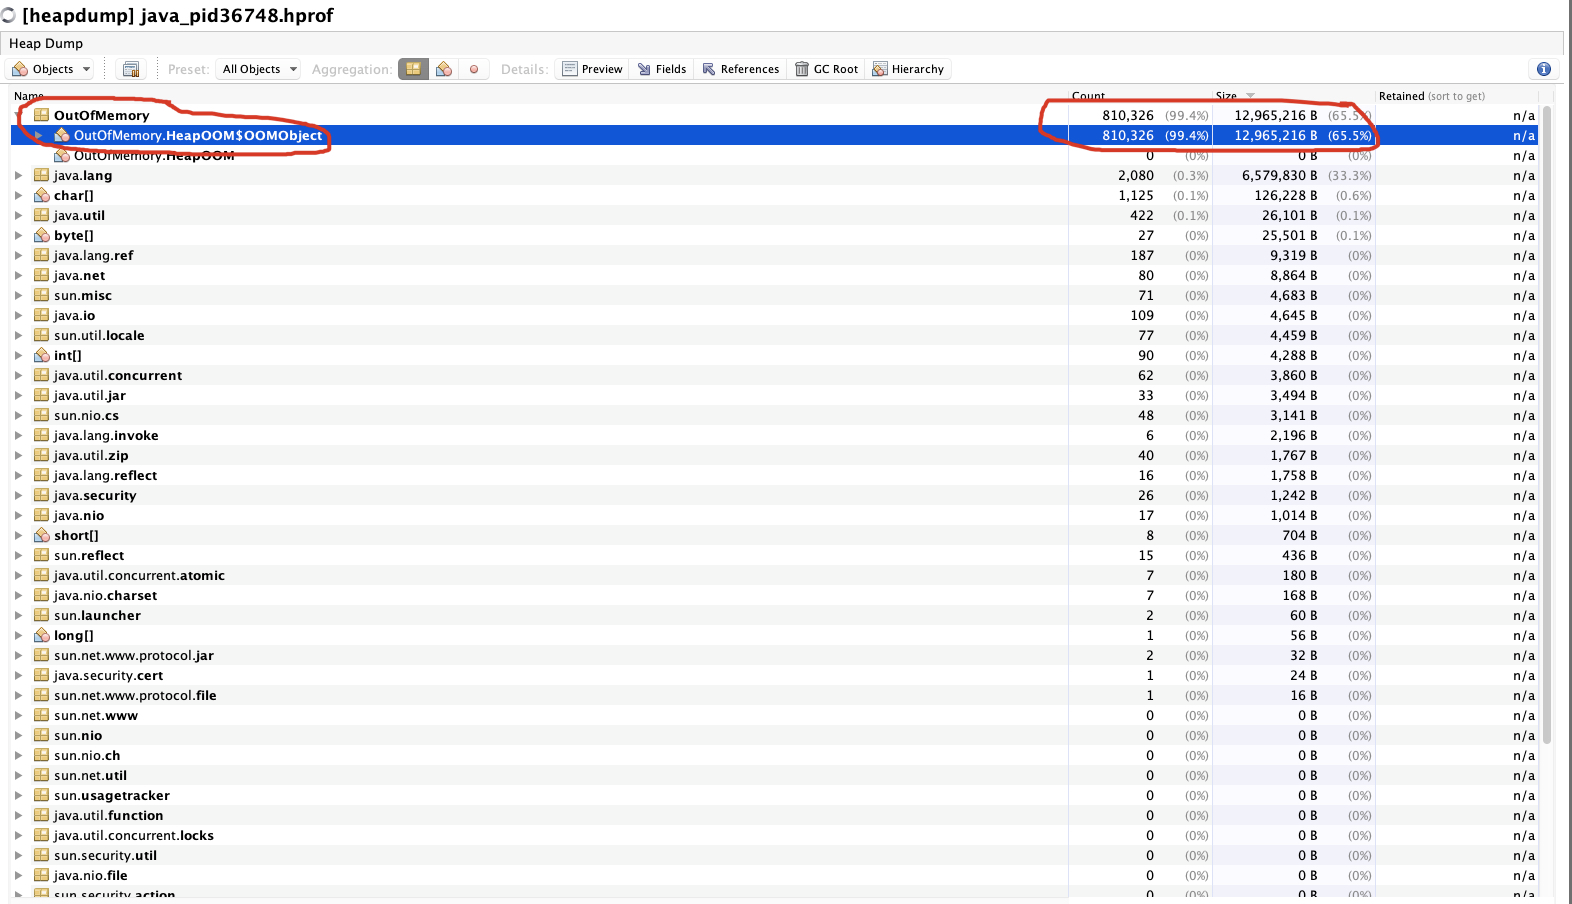 [heapdump] java_pid36748.hprof
Heap Dump
Objects Preset: All Objects Aggregation: Details: Preview Fields References GC Root Hierarchy
Name Count Size Retained (sort to get)
OutOfMemory 810,326 (99.4%) 12,965,216 B (65.5%) n/a
OutOfMemory.HeapOOM$OOMObject 810,326 (99.4%) 12,965,216 B (65.5%) n/a
OutOfMemory.HeapOOM 0 (0%) 0 B (0%) n/a
java.lang 2,080 (0.3%) 6,579,830 B (33.3%) n/a
char[] 1,125 (0.1%) 126,228 B (0.6%) n/a
java.util 422 (0.1%) 26,101 B (0.1%) n/a
byte[] 27 (0%) 25,501 B (0.1%) n/a
java.lang.ref 187 (0%) 9,319 B (0%) n/a
java.net 80 (0%) 8,864 B (0%) n/a
sun.misc 71 (0%) 4,683 B (0%) n/a
java.io 109 (0%) 4,645 B (0%) n/a
sun.util.locale 77 (0%) 4,459 B (0%) n/a
int[] 90 (0%) 4,288 B (0%) n/a
java.util.concurrent 62 (0%) 3,860 B (0%) n/a
java.util.jar 33 (0%) 3,494 B (0%) n/a
sun.nio.cs 48 (0%) 3,141 B (0%) n/a
java.lang.invoke 6 (0%) 2,196 B (0%) n/a
java.util.zip 40 (0%) 1,767 B (0%) n/a
java.lang.reflect 16 (0%) 1,758 B (0%) n/a
java.security 26 (0%) 1,242 B (0%) n/a
java.nio 17 (0%) 1,014 B (0%) n/a
short[] 8 (0%) 704 B (0%) n/a
sun.reflect 15 (0%) 436 B (0%) n/a
java.util.concurrent.atomic 7 (0%) 180 B (0%) n/a
java.nio.charset 7 (0%) 168 B (0%) n/a
sun.launcher 2 (0%) 60 B (0%) n/a
long[] 1 (0%) 56 B (0%) n/a
sun.net.www.protocol.jar 2 (0%) 32 B (0%) n/a
java.security.cert 1 (0%) 24 B (0%) n/a
sun.net.www.protocol.file 1 (0%) 16 B (0%) n/a
sun.net.www 0 (0%) 0 B (0%) n/a
sun.nio 0 (0%) 0 B (0%) n/a
sun.nio.ch 0 (0%) 0 B (0%) n/a
sun.net.util 0 (0%) 0 B (0%) n/a
sun.usagetracker 0 (0%) 0 B (0%) n/a
java.util.function 0 (0%) 0 B (0%) n/a
java.util.concurrent.locks 0 (0%) 0 B (0%) n/a
sun.security.util 0 (0%) 0 B (0%) n/a
java.nio.file 0 (0%) 0 B (0%) n/a
sun.security.action 0 (0%) 0 B (0%) n/a